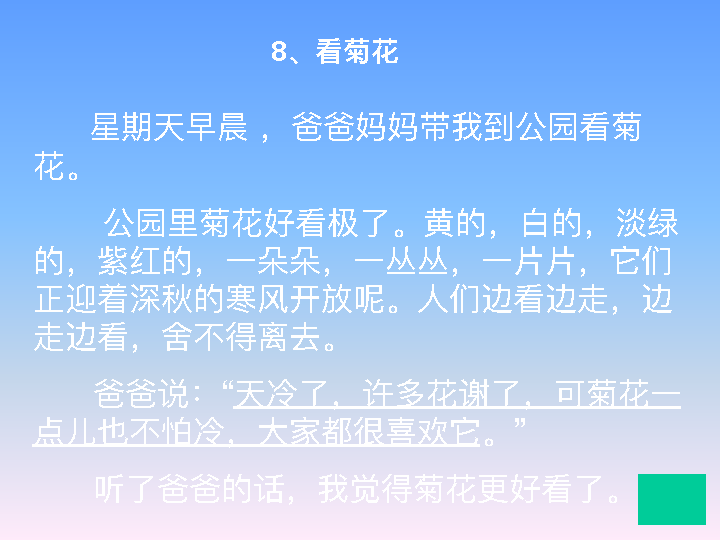 8、看菊花
星期天早晨 ，爸爸妈妈带我到公园看菊
花。
公园里菊花好看极了。黄的，白的，淡绿
的，紫红的，一朵朵，一丛丛，一片片，它们
正迎着深秋的寒风开放呢。人们边看边走，边
走边看，舍不得离去。
爸爸说：“天冷了，许多花谢了，可菊花一
点儿也不怕冷，大家都很喜欢它。”
听了爸爸的话，我觉得菊花更好看了。